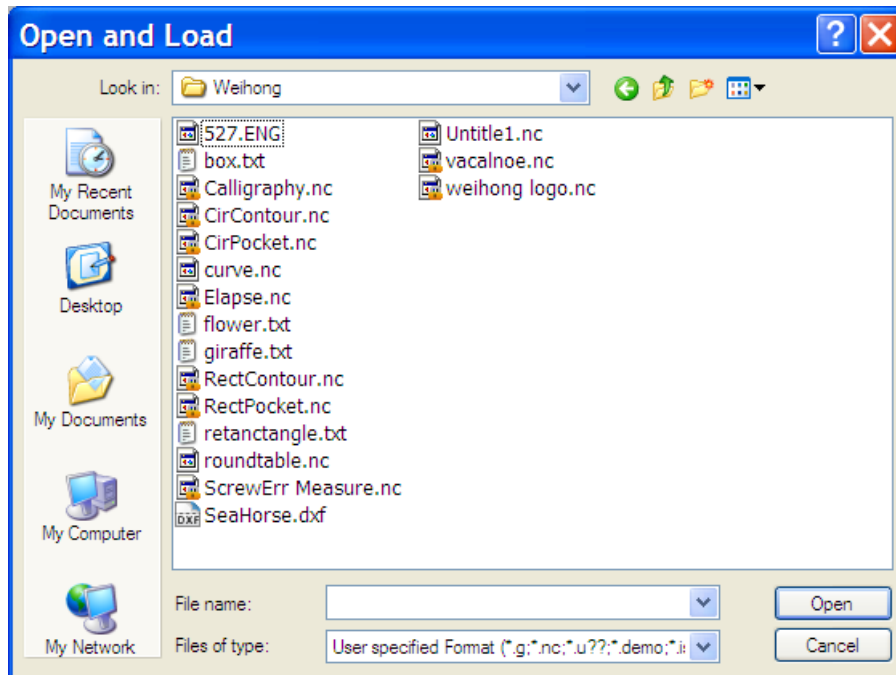 Open and Load
Look in: Weihong
My Recent
Documents
Desktop
My Documents
My Computer
My Network
527.ENG
box.txt
Calligraphy.nc
CirContour.nc
CirPocket.nc
curve.nc
Elapse.nc
flower.txt
giraffe.txt
RectContour.nc
RectPocket.nc
retanctangle.txt
roundtable.nc
ScrewErr Measure.nc
DXF SeaHorse.dxf
Untitle1.nc
vacalnoe.nc
weihong logo.nc
File name:
Open
Files of type: User specified Format (*.g;*.nc;*.u??;*.demo;*.i
Cancel